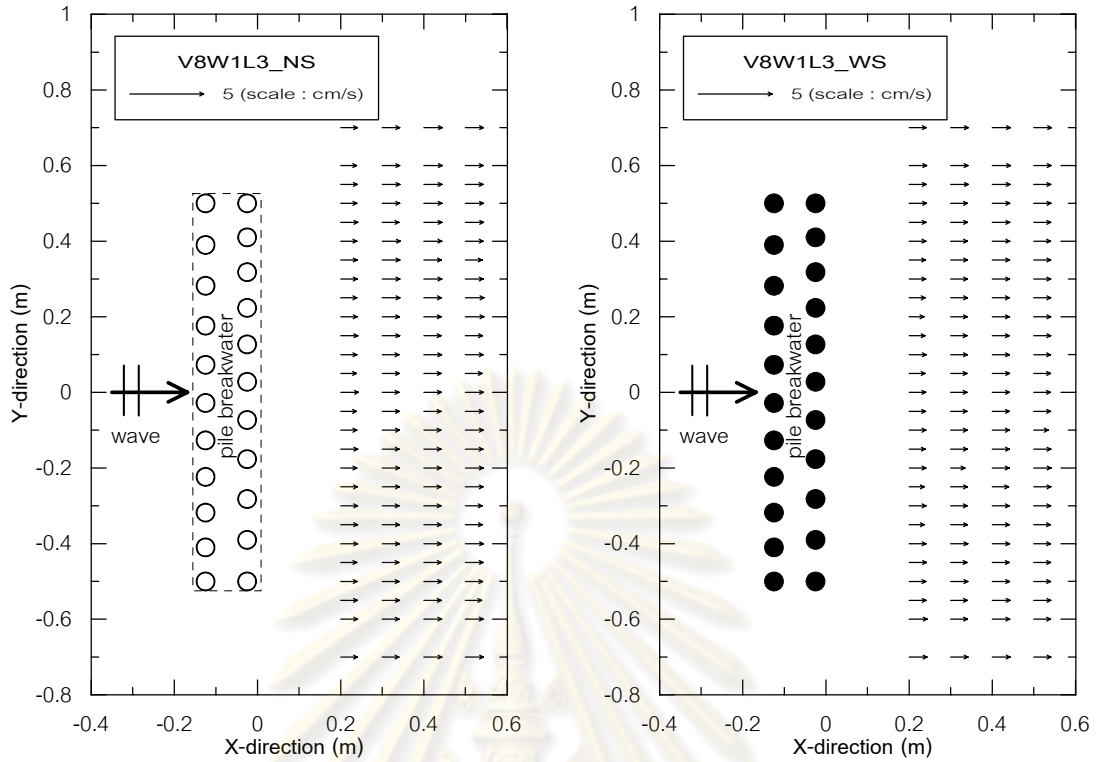 V8W1L3_NS
5 (scale : cm/s)
1
0.8
0.6
0.4
0.2
0
-0.2
-0.4
-0.6
-0.8
Y-direction (m)
wave
pile breakwater
-0.4
-0.2
0
0.2
0.4
0.6
X-direction (m)
V8W1L3_WS
5 (scale : cm/s)
1
0.8
0.6
0.4
0.2
0
-0.2
-0.4
-0.6
-0.8
Y-direction (m)
wave
pile breakwater
-0.4
-0.2
0
0.2
0.4
0.6
X-direction (m)